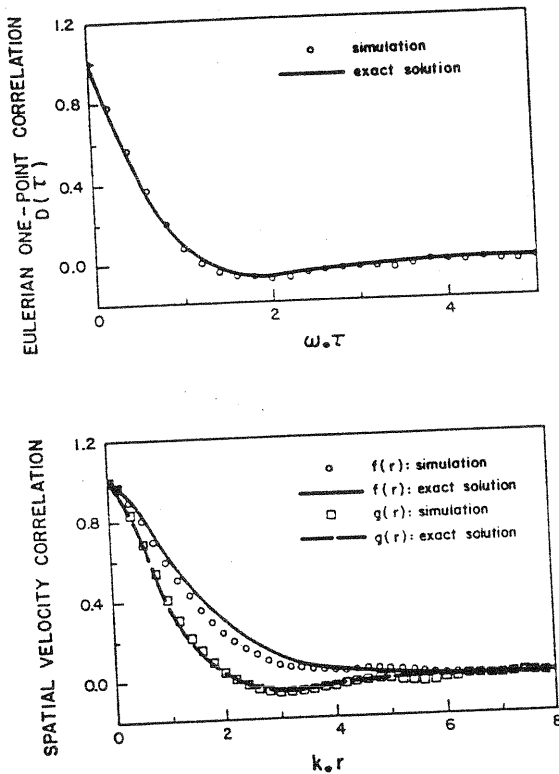 EULERIAN ONE-POINT CORRELATION
D(τ)
1.2
0.8
0.4
0.0
simulation
exact solution
0
2
4
ω∘τ
SPATIAL VELOCITY CORRELATION
1.2
0.8
0.4
0.0
f(r): simulation
f(r): exact solution
g(r): simulation
g(r): exact solution
0
2
4
6
8
k∘r